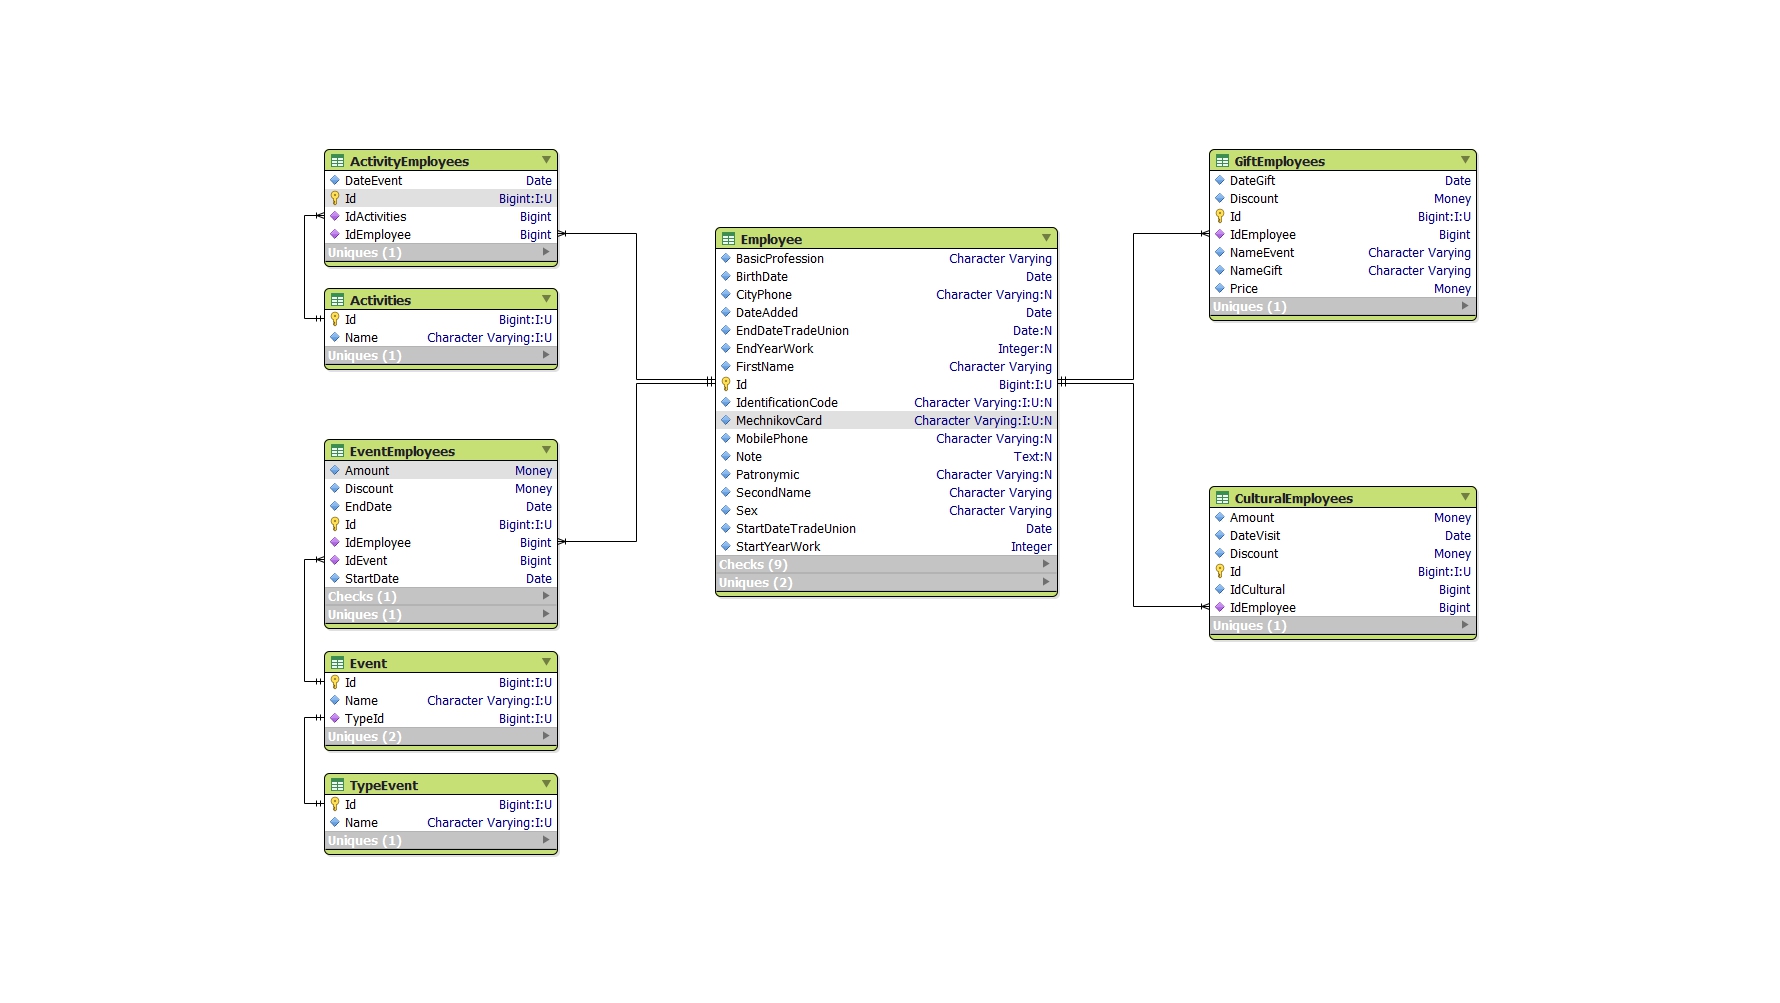 ActivityEmployees
DateEvent Date
Id Bigint:I:U
IdActivities Bigint
IdEmployee Bigint
Uniques (1)
Activities
Id Bigint:I:U
Name Character Varying:I:U
Uniques (1)
EventEmployees
Amount Money
Discount Money
EndDate Date
Id Bigint:I:U
IdEmployee Bigint
IdEvent Bigint
StartDate Date
Checks (1)
Uniques (1)
Event
Id Bigint:I:U
Name Character Varying:I:U
TypeId Bigint:I:U
Uniques (2)
TypeEvent
Id Bigint:I:U
Name Character Varying:I:U
Uniques (1)
Employee
BasicProfession Character Varying
BirthDate Date
CityPhone Character Varying:N
DateAdded Date
EndDateTradeUnion Date:N
EndYearWork Integer:N
FirstName Character Varying
Id Bigint:I:U
IdentificationCode Character Varying:I:U:N
MechnikovCard Character Varying:I:U:N
MobilePhone Character Varying:N
Note Text:N
Patronymic Character Varying:N
SecondName Character Varying
Sex Character Varying
StartDateTradeUnion Date
StartYearWork Integer
Checks (9)
Uniques (2)
GiftEmployees
DateGift Date
Discount Money
Id Bigint:I:U
IdEmployee Bigint
NameEvent Character Varying
NameGift Character Varying
Price Money
Uniques (1)
CulturalEmployees
Amount Money
DateVisit Date
Discount Money
Id Bigint:I:U
IdCultural Bigint
IdEmployee Bigint
Uniques (1)